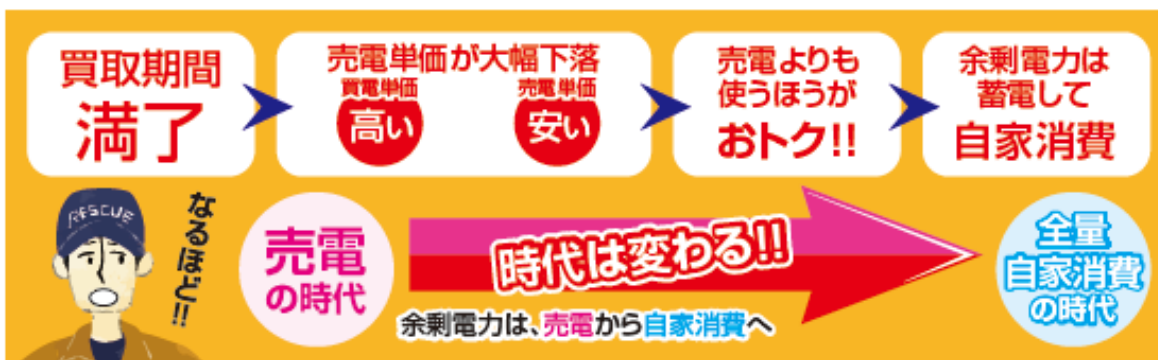 買取期間
満了
売電単価が大幅下落
買電単価
高い
売電単価
安い
売電よりも
使うほうが
おトク!!
余剰電力は
蓄電して
自家消費
RESCUE
なるほど!!
売電
の時代
時代は変わる!!
余剰電力は、売電から自家消費へ
全量
自家消費
の時代